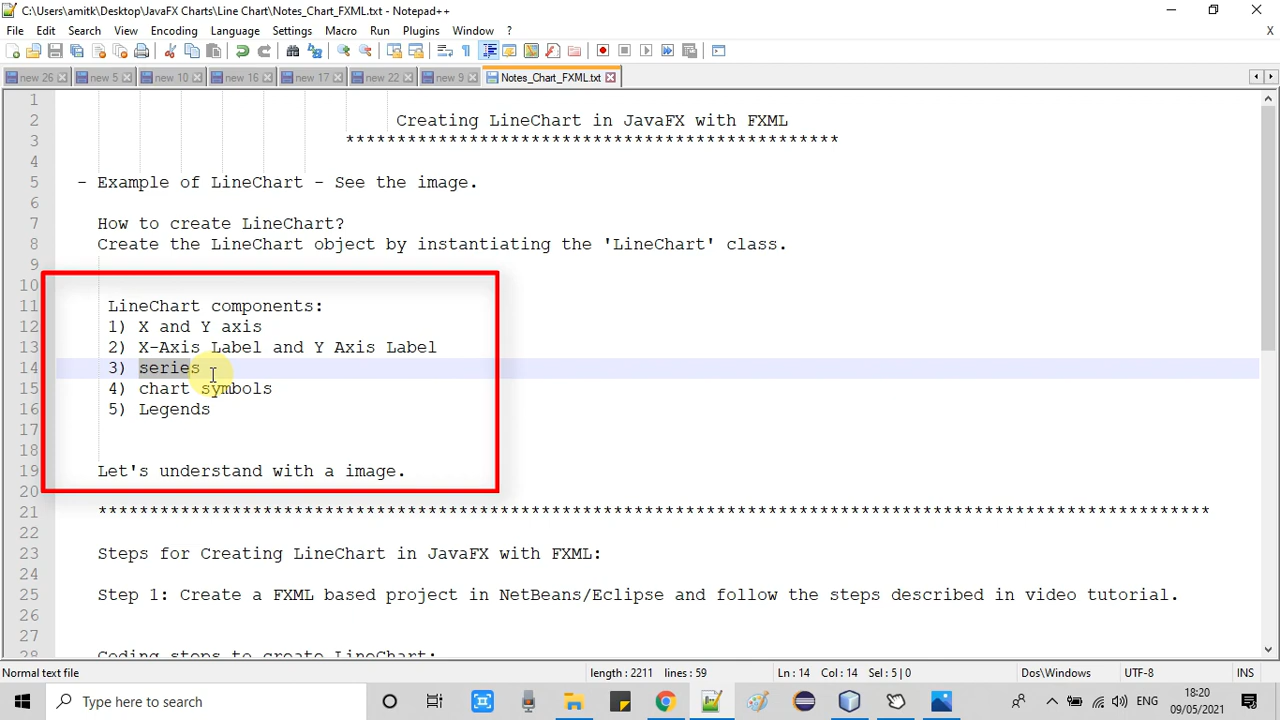 C:\Users\amitk\Desktop\JavaFX Charts\Line Chart\Notes_Chart_FXML.txt - Notepad++
File Edit Search View Encoding Language Settings Macro Run Plugins Window ? X
new 26 new 5 new 10 new 16 new 17 new 22 new 9 Notes_Chart_FXML.txt
1
2 Creating LineChart in JavaFX with FXML
3 ************************************************
4
5 - Example of LineChart - See the image.
6
7 How to create LineChart?
8 Create the LineChart object by instantiating the 'LineChart' class.
9
10
11 LineChart components:
12 1) X and Y axis
13 2) X-Axis Label and Y Axis Label
14 3) series
15 4) chart symbols
16 5) Legends
17
18
19 Let's understand with a image.
20
21 ************************************************************************************************************
22
23 Steps for Creating LineChart in JavaFX with FXML:
24
25 Step 1: Create a FXML based project in NetBeans/Eclipse and follow the steps described in video tutorial.
26
27
28 Coding steps to create LineChart:
Normal text file length : 2211 lines : 59 Ln : 14 Col : 14 Sel : 5 | 0 Dos\Windows UTF-8 INS
Type here to search ENG 18:20
09/05/2021